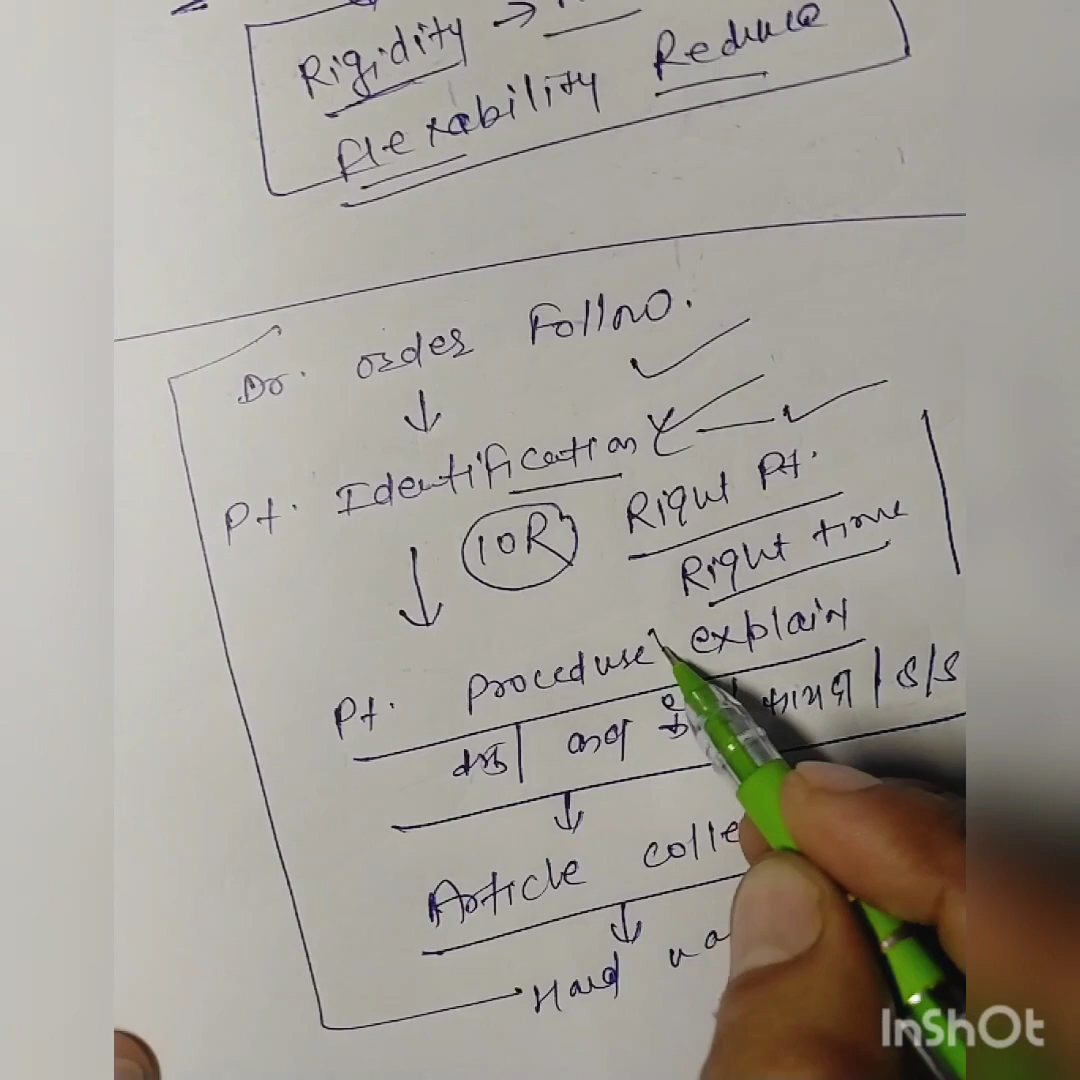 Rigidity →
Flexability Reduce
Dr. order Follow.
↓
Pt. Identification
↓ 10R Right Pt.
Right time
Pt. Procedure explain
फायदा / S/S
↓
Article colle
↓
Hand wa
InShOt